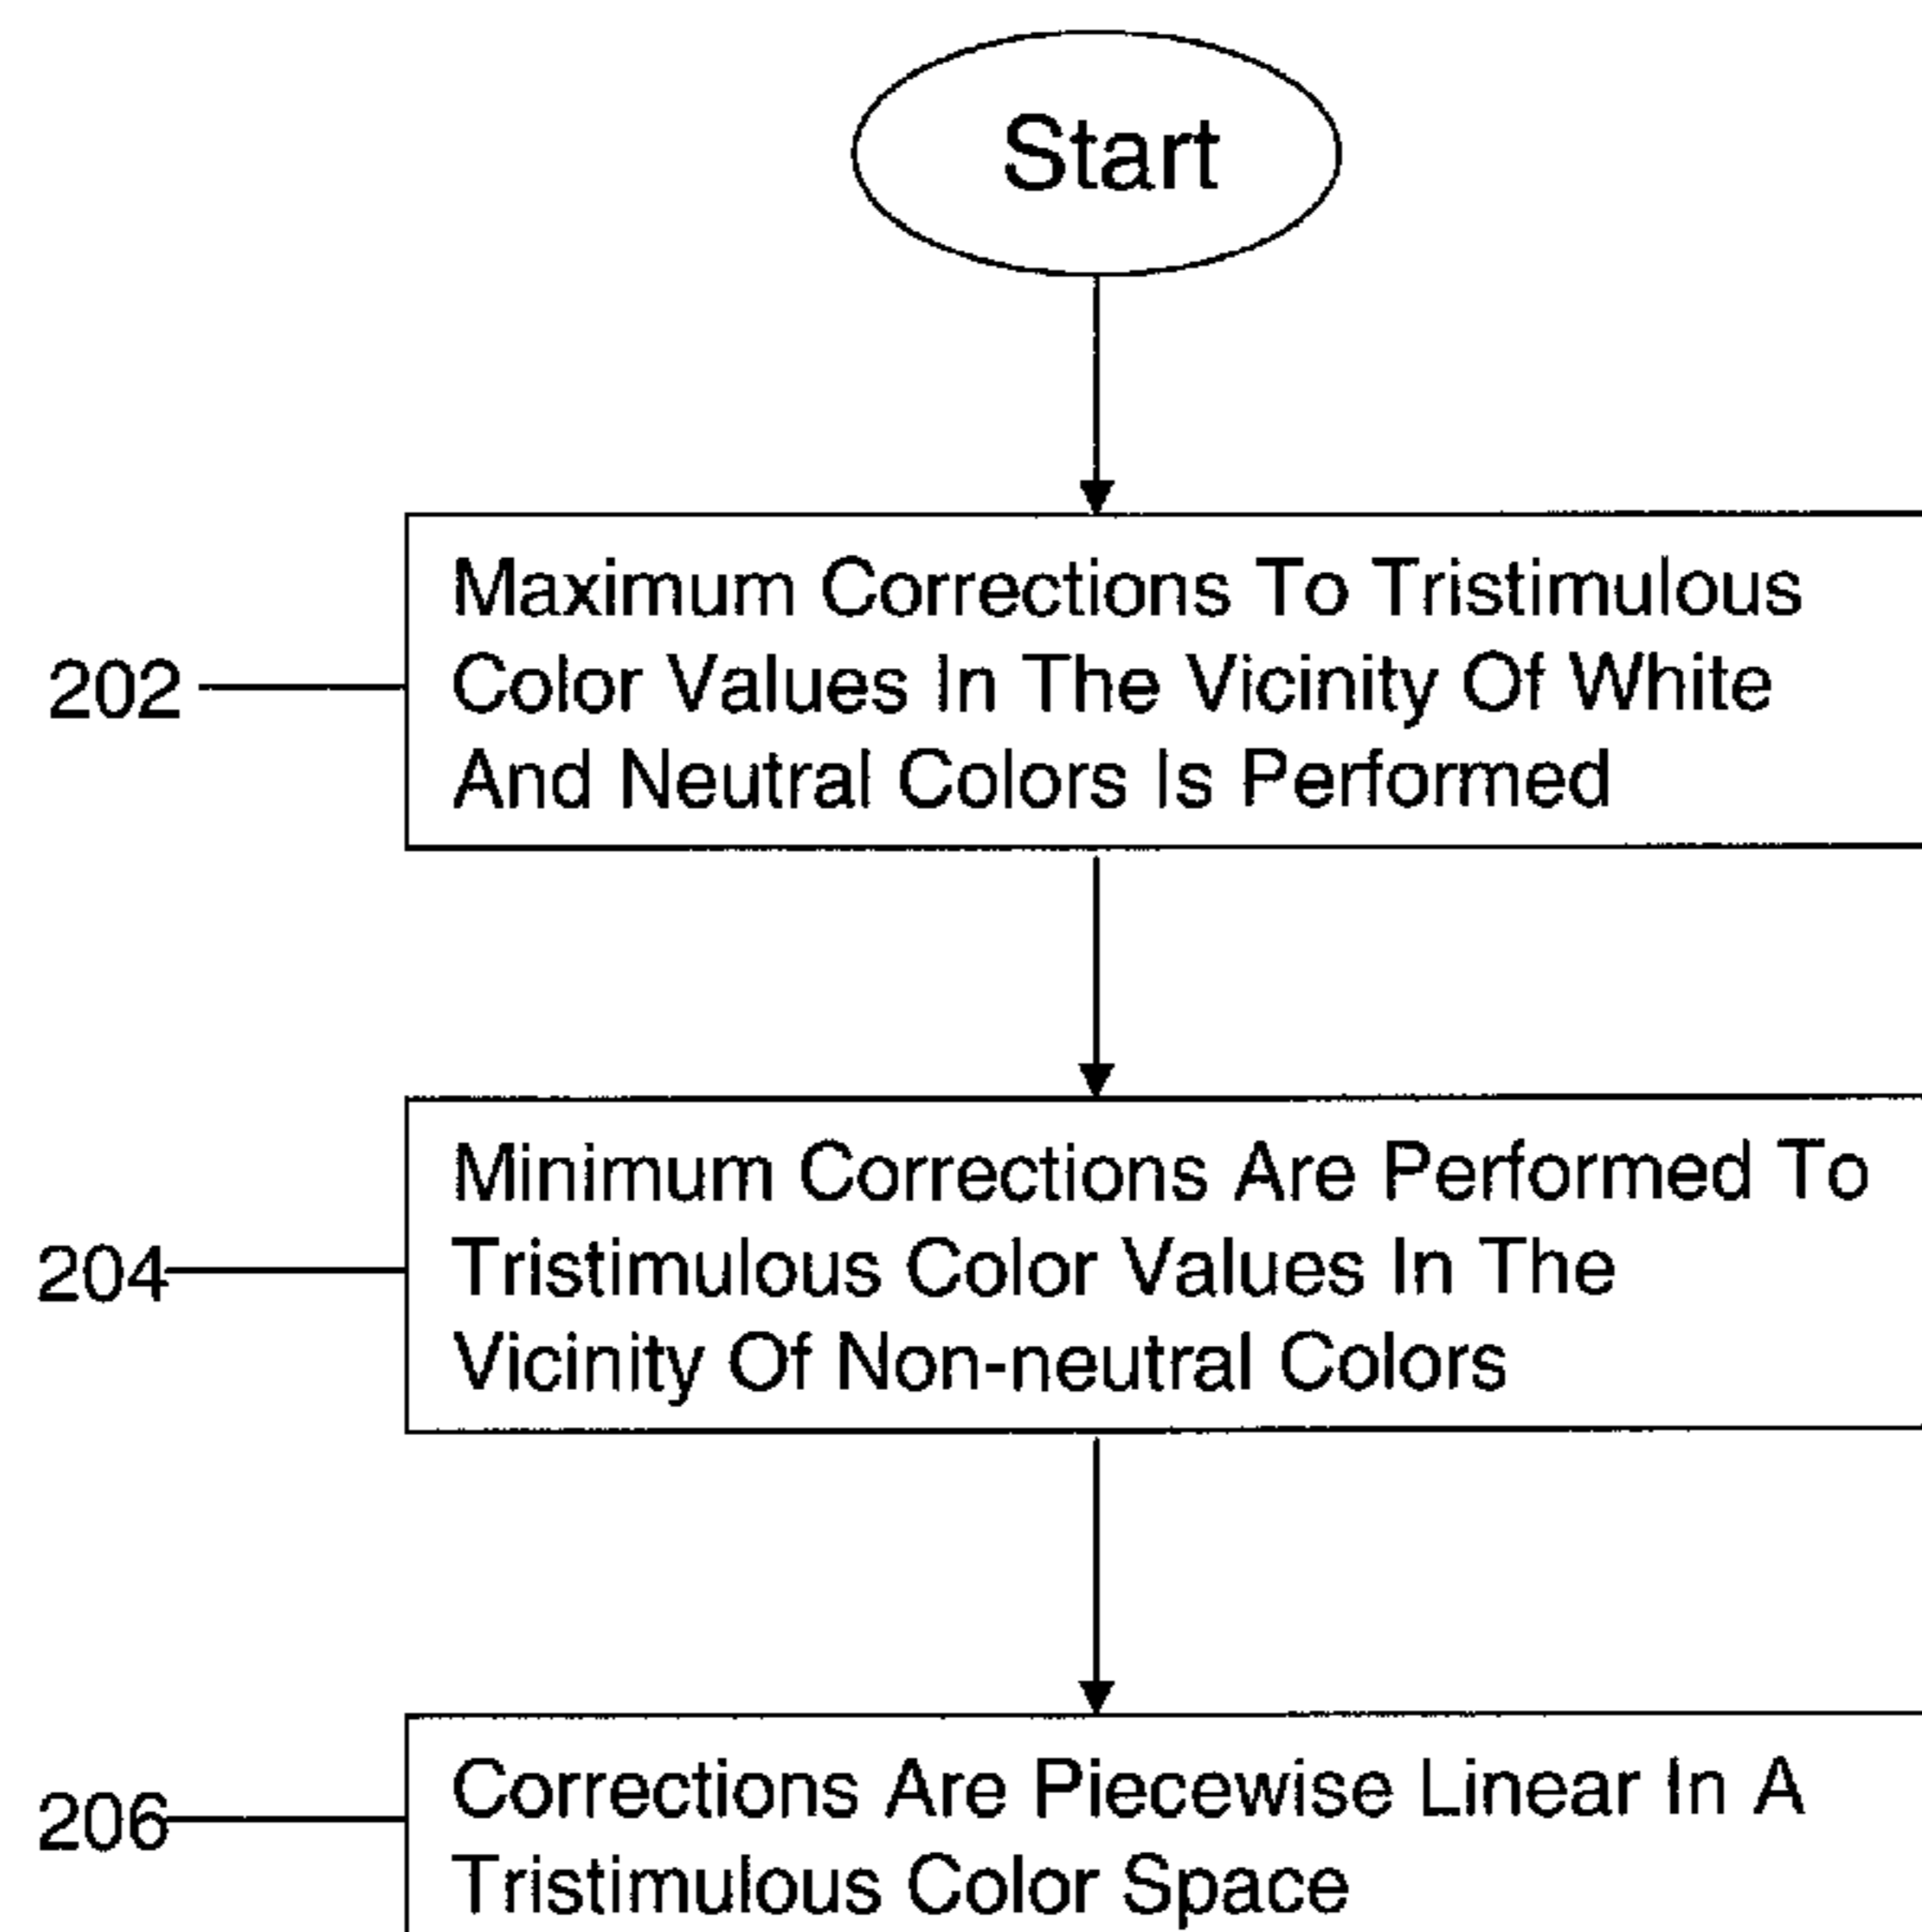 Start
Maximum Corrections To Tristimulous
Color Values In The Vicinity Of White
And Neutral Colors Is Performed
202
Minimum Corrections Are Performed To
Tristimulous Color Values In The
Vicinity Of Non-neutral Colors
204
Corrections Are Piecewise Linear In A
Tristimulous Color Space
206